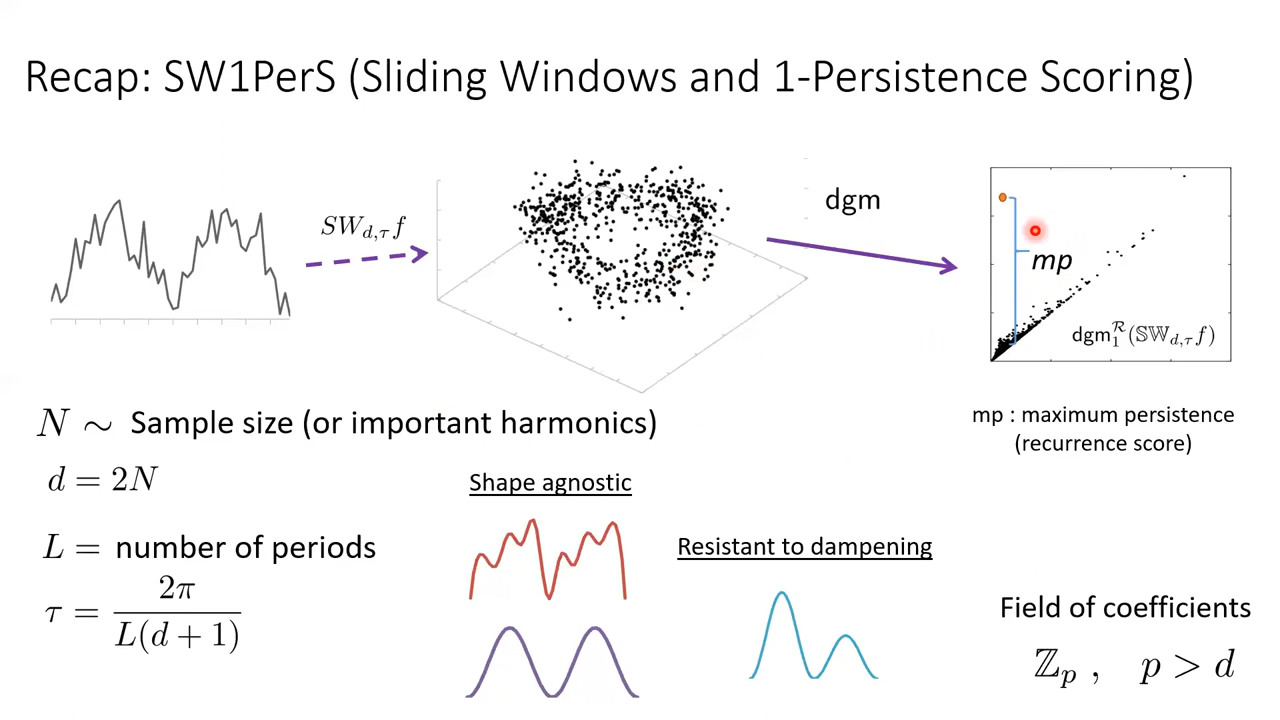 Recap: SW1PerS (Sliding Windows and 1-Persistence Scoring)
SW_{d,τ}f
dgm
mp
dgm_1^ℛ(𝕊𝕎_{d,τ}f)
mp : maximum persistence
(recurrence score)
N ∼ Sample size (or important harmonics)
d = 2N
L = number of periods
τ = 2π / L(d + 1)
Shape agnostic
Resistant to dampening
Field of coefficients
ℤ_p , p > d